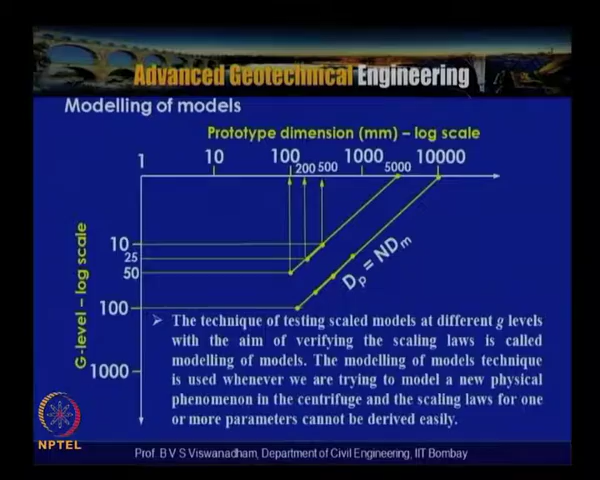 Advanced Geotechnical Engineering
Modelling of models
Prototype dimension (mm) – log scale
1 10 100 200 500 1000 5000 10000
G-level – log scale
10
25
50
100
1000
Dp = NDm
➢ The technique of testing scaled models at different g levels
with the aim of verifying the scaling laws is called
modelling of models. The modelling of models technique
is used whenever we are trying to model a new physical
phenomenon in the centrifuge and the scaling laws for one
or more parameters cannot be derived easily.
NPTEL
Prof. B V S Viswanadham, Department of Civil Engineering, IIT Bombay